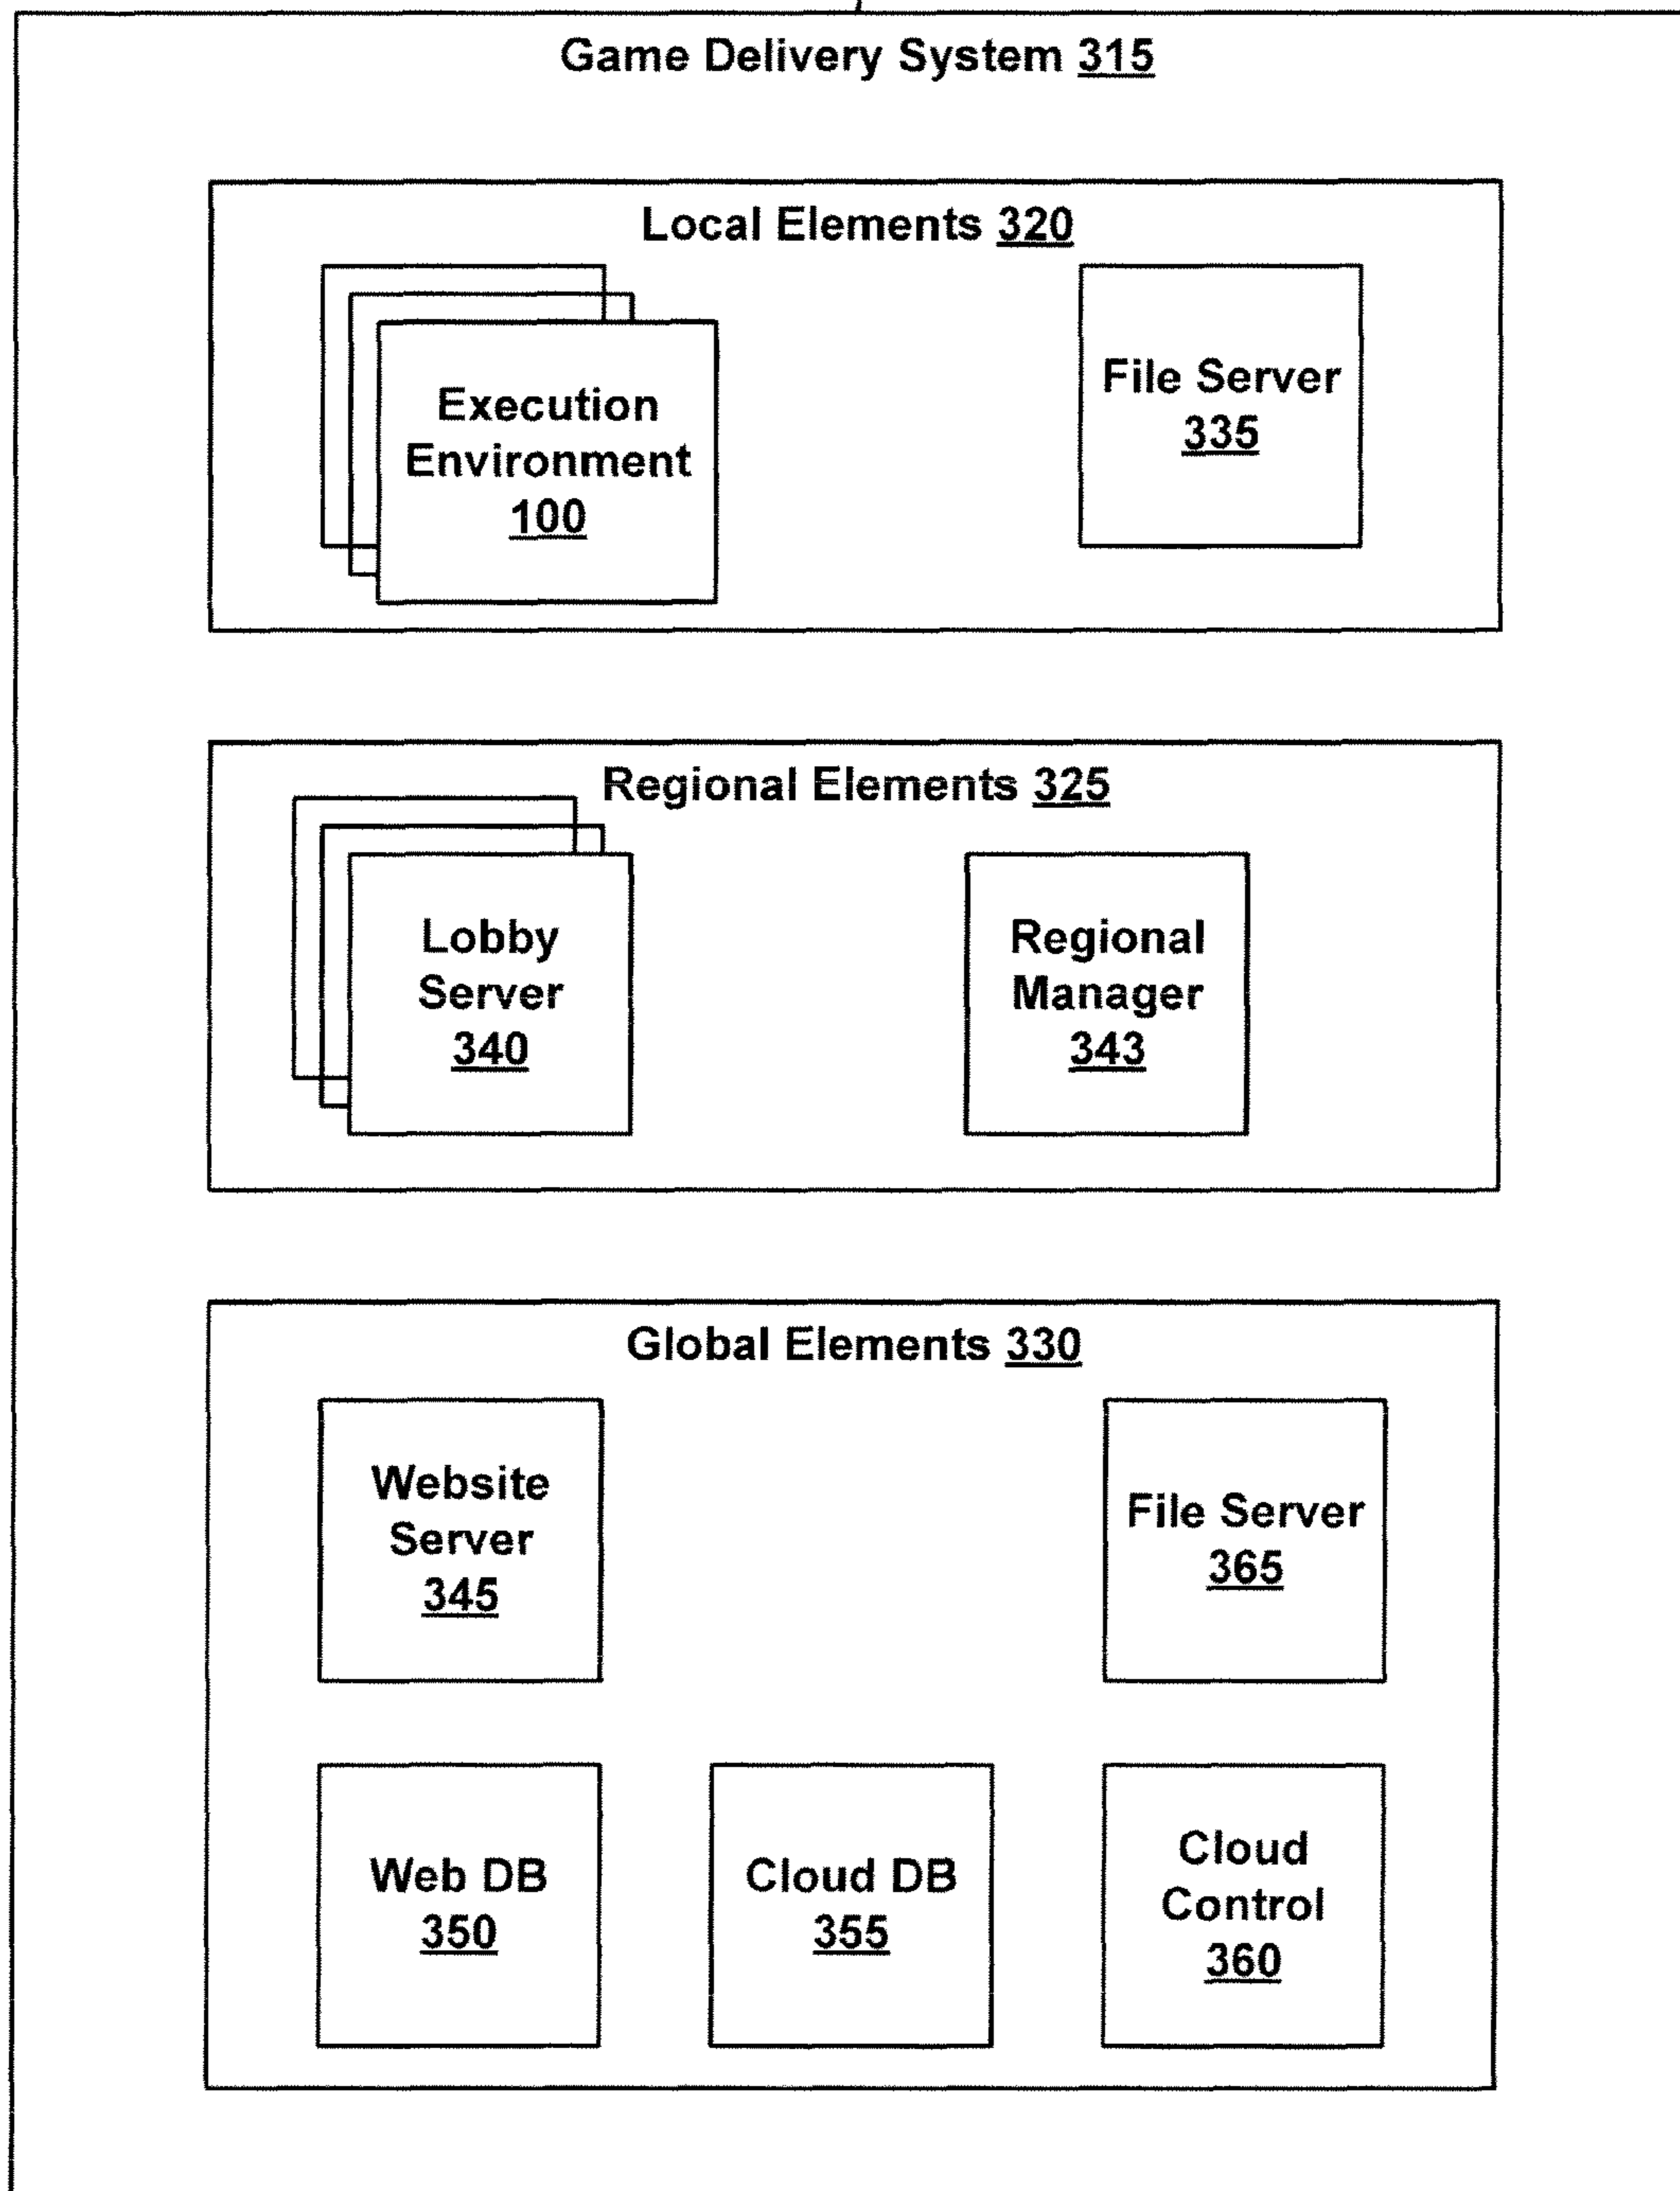 Game Delivery System 315
Local Elements 320
Execution
Environment
100
File Server
335
Regional Elements 325
Lobby
Server
340
Regional
Manager
343
Global Elements 330
Website
Server
345
File Server
365
Web DB
350
Cloud DB
355
Cloud
Control
360